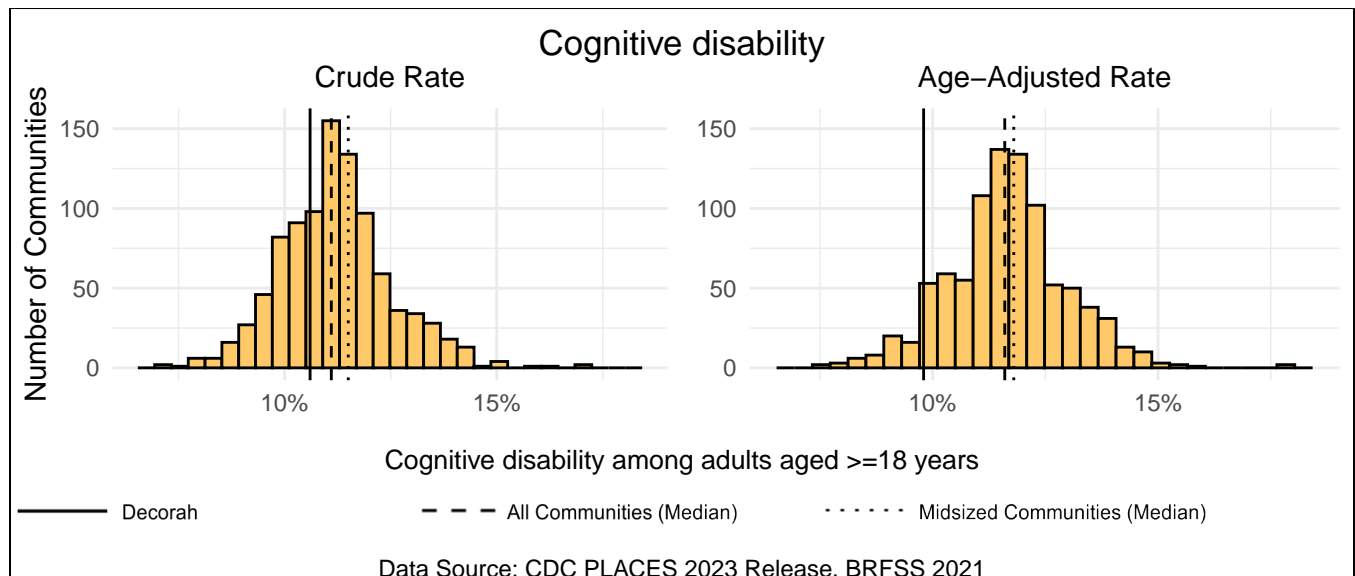 Cognitive disability
Crude Rate
Age−Adjusted Rate
Number of Communities
150
100
50
0
10%
15%
150
100
50
0
10%
15%
Cognitive disability among adults aged >=18 years
Decorah
All Communities (Median)
Midsized Communities (Median)
Data Source: CDC PLACES 2023 Release, BRFSS 2021